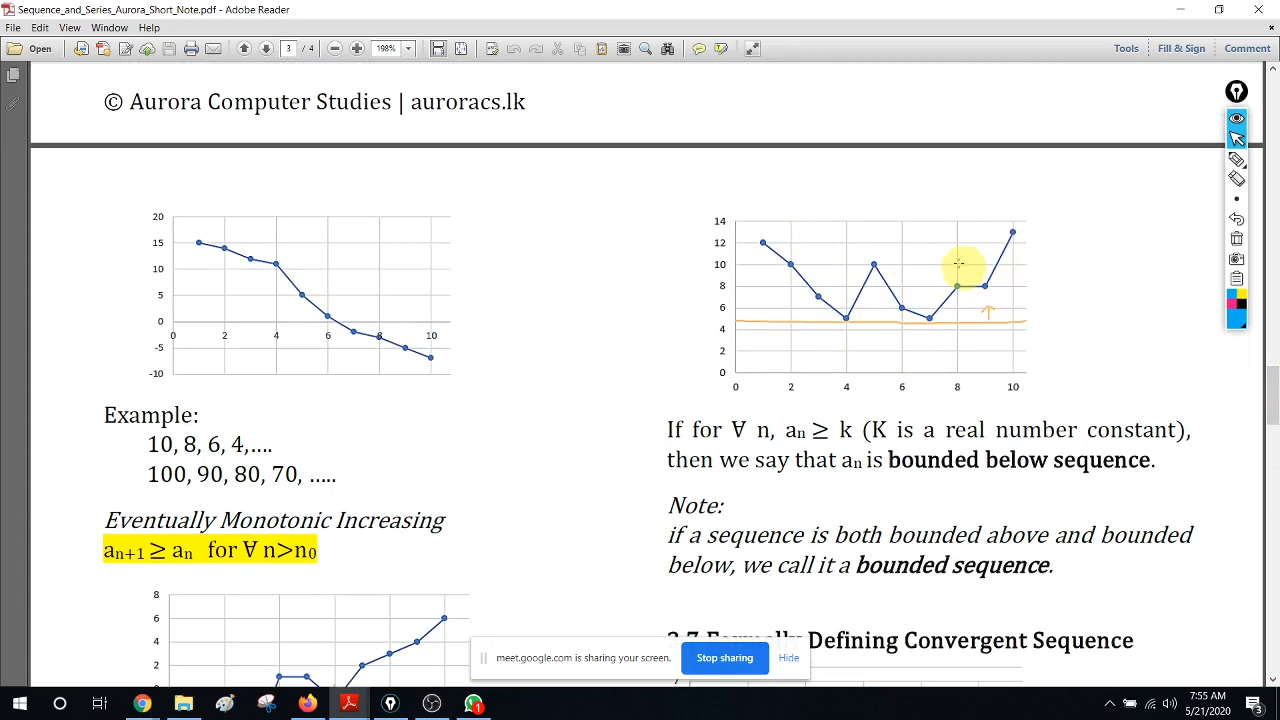 Sequence_and_Series_Aurora_Short_Note.pdf - Adobe Reader
File Edit View Window Help
Open 3 / 4 198% Tools Fill & Sign Comment
© Aurora Computer Studies | auroracs.lk
20
15
10
5
0
-5
-10
0 2 4 6 8 10
Example:
10, 8, 6, 4,....
100, 90, 80, 70, .....
Eventually Monotonic Increasing
an+1 ≥ an for ∀ n>n0
8
6
4
2
14
12
10
8
6
4
2
0
0 2 4 6 8 10
If for ∀ n, an ≥ k (K is a real number constant),
then we say that an is bounded below sequence.
Note:
if a sequence is both bounded above and bounded
below, we call it a bounded sequence.
Defining Convergent Sequence
7
meet.google.com is sharing your screen. Stop sharing Hide
1
7:55 AM
5/21/2020
3